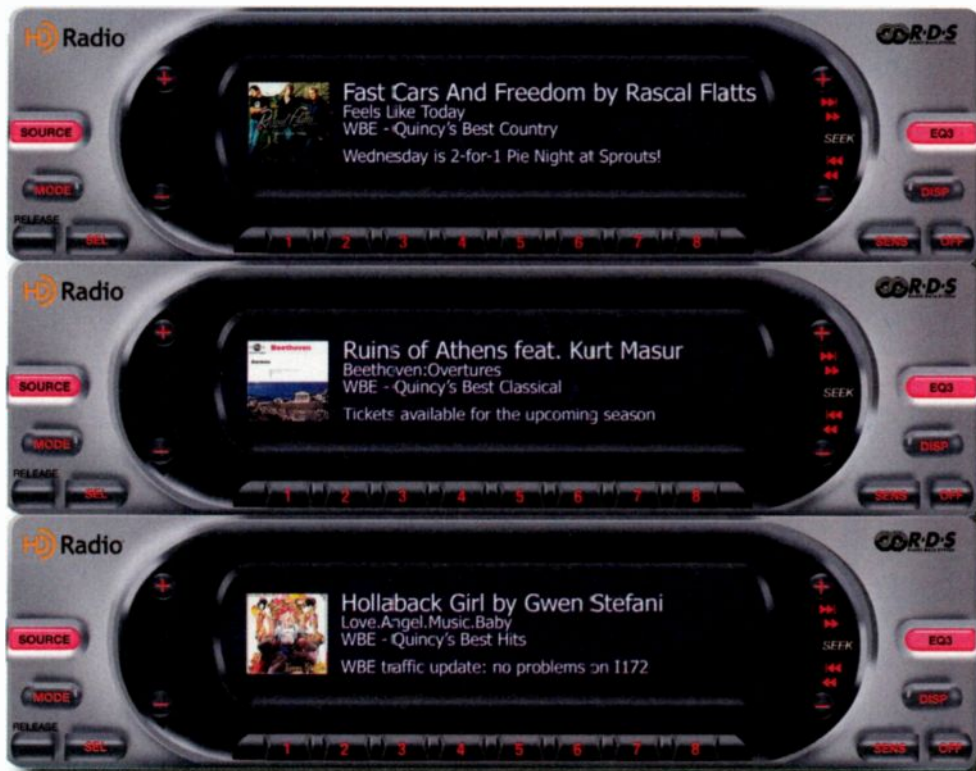 HD Radio
R·D·S
+
+
Fast Cars And Freedom by Rascal Flatts
Feels Like Today
WBE - Quincy's Best Country
Wednesday is 2-for-1 Pie Night at Sprouts!
SOURCE
SEEK
EQ3
MODE
DISP
RELEASE
SEL
1 2 3 4 5 6 7 8
SENS OFF
HD Radio
R·D·S
+
+
Ruins of Athens feat. Kurt Masur
Beethoven
Beethoven:Overtures
WBE - Quincy's Best Classical
Tickets available for the upcoming season
SOURCE
SEEK
EQ3
MODE
DISP
RELEASE
SEL
1 2 3 4 5 6 7 8
SENS OFF
HD Radio
R·D·S
+
+
Hollaback Girl by Gwen Stefani
Love.Angel.Music.Baby
WBE - Quincy's Best Hits
WBE traffic update: no problems on I172
SOURCE
SEEK
EQ3
MODE
DISP
RELEASE
SEL
1 2 3 4 5 6 7 8
SENS OFF